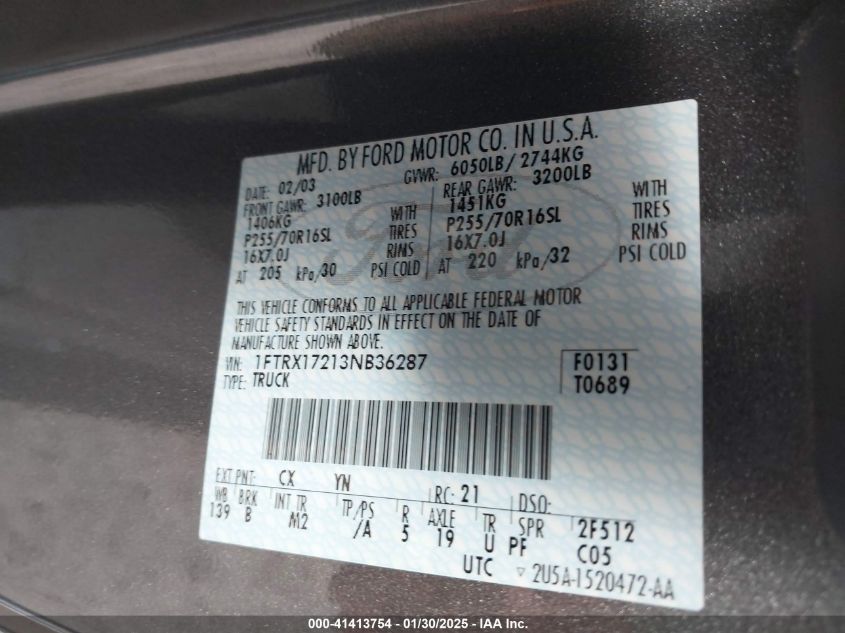 MFD. BY FORD MOTOR CO. IN U.S.A.
DATE: 02/03 GVWR: 6050LB/ 2744KG
FRONT GAWR: 3100LB REAR GAWR: 3200LB
1406KG WITH 1451KG WITH
P255/70R16SL TIRES P255/70R16SL TIRES
16X7.0J RIMS 16X7.0J RIMS
AT 205 kPa/30 PSI COLD AT 220 kPa/32 PSI COLD
Ford
THIS VEHICLE CONFORMS TO ALL APPLICABLE FEDERAL MOTOR
VEHICLE SAFETY STANDARDS IN EFFECT ON THE DATE OF
MANUFACTURE SHOWN ABOVE.
VIN: 1FTRX17213NB36287 F0131
TYPE: TRUCK T0689
EXT PNT: CX YN RC: 21 DSO:
WB BRK INT TR TP/PS R AXLE TR SPR 2F512
139 B M2 /A 5 19 U PF C05
UTC ▽ 2U5A-1520472-AA
000-41413754 — 01/30/2025 — IAA Inc.